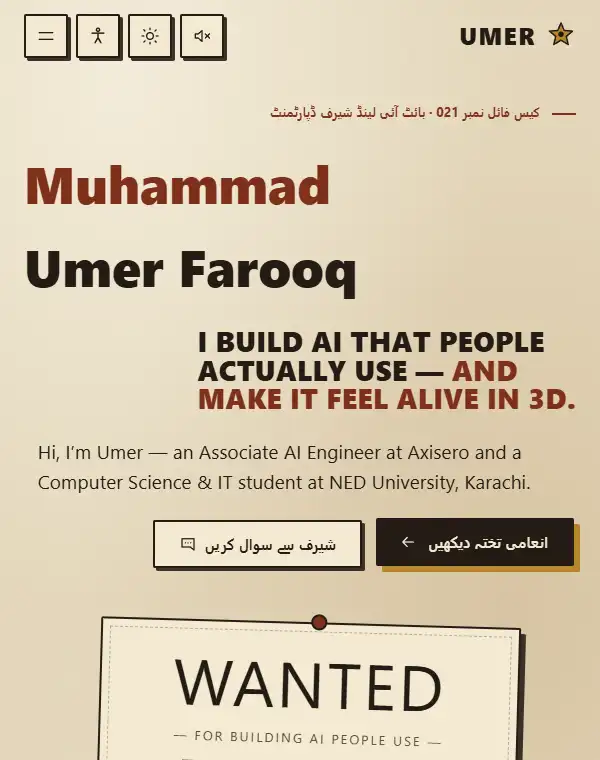 UMER
کیس فائل نمبر 021 · بائٹ آئی لینڈ شیرف ڈپارٹمنٹ
Muhammad
Umer Farooq
I BUILD AI THAT PEOPLE
ACTUALLY USE — AND
MAKE IT FEEL ALIVE IN 3D.
Hi, I’m Umer — an Associate AI Engineer at Axisero and a
Computer Science & IT student at NED University, Karachi.
انعامی تختہ دیکھیں ←
شیرف سے سوال کریں
WANTED
— FOR BUILDING AI PEOPLE USE —